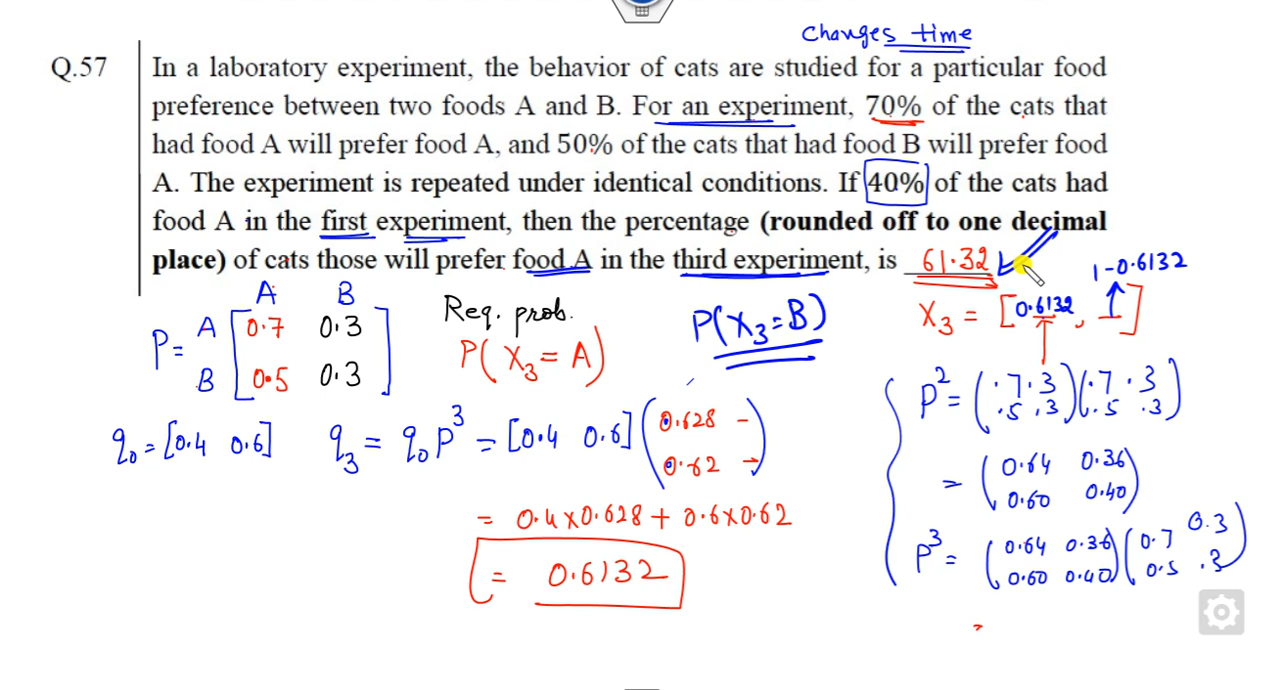 changes time
Q.57 In a laboratory experiment, the behavior of cats are studied for a particular food
preference between two foods A and B. For an experiment, 70% of the cats that
had food A will prefer food A, and 50% of the cats that had food B will prefer food
A. The experiment is repeated under identical conditions. If 40% of the cats had
food A in the first experiment, then the percentage (rounded off to one decimal
place) of cats those will prefer food A in the third experiment, is 61.32
1-0.6132
A B
P= A [0.7 0.3
B 0.5 0.3]
Req. prob.
P(X₃ = A)
P(X₃=B)
X₃ = [0.6132, ]
q₀ = [0.4 0.6]
q₃ = q₀P³ = [0.4 0.6] (0.628 -
0.62 →)
= 0.4x0.628 + 0.6x0.62
= 0.6132
P² = (.7 .3
.5 .3) (.7 .3
.5 .3)
= (0.64 0.36
0.60 0.40)
P³ = (0.64 0.36
0.60 0.40) (0.7 0.3
0.5 .3)
=